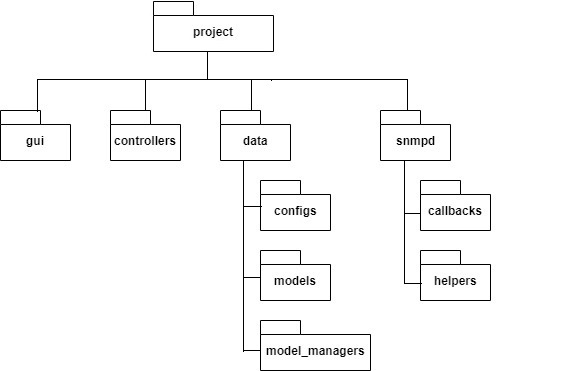 project
gui
controllers
data
snmpd
configs
callbacks
models
helpers
model_managers